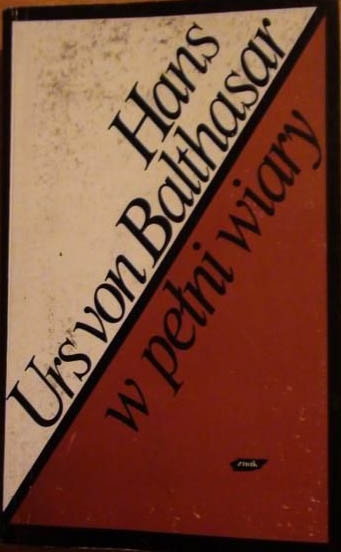 Hans
Urs von Balthasar
w pełni wiary
znak